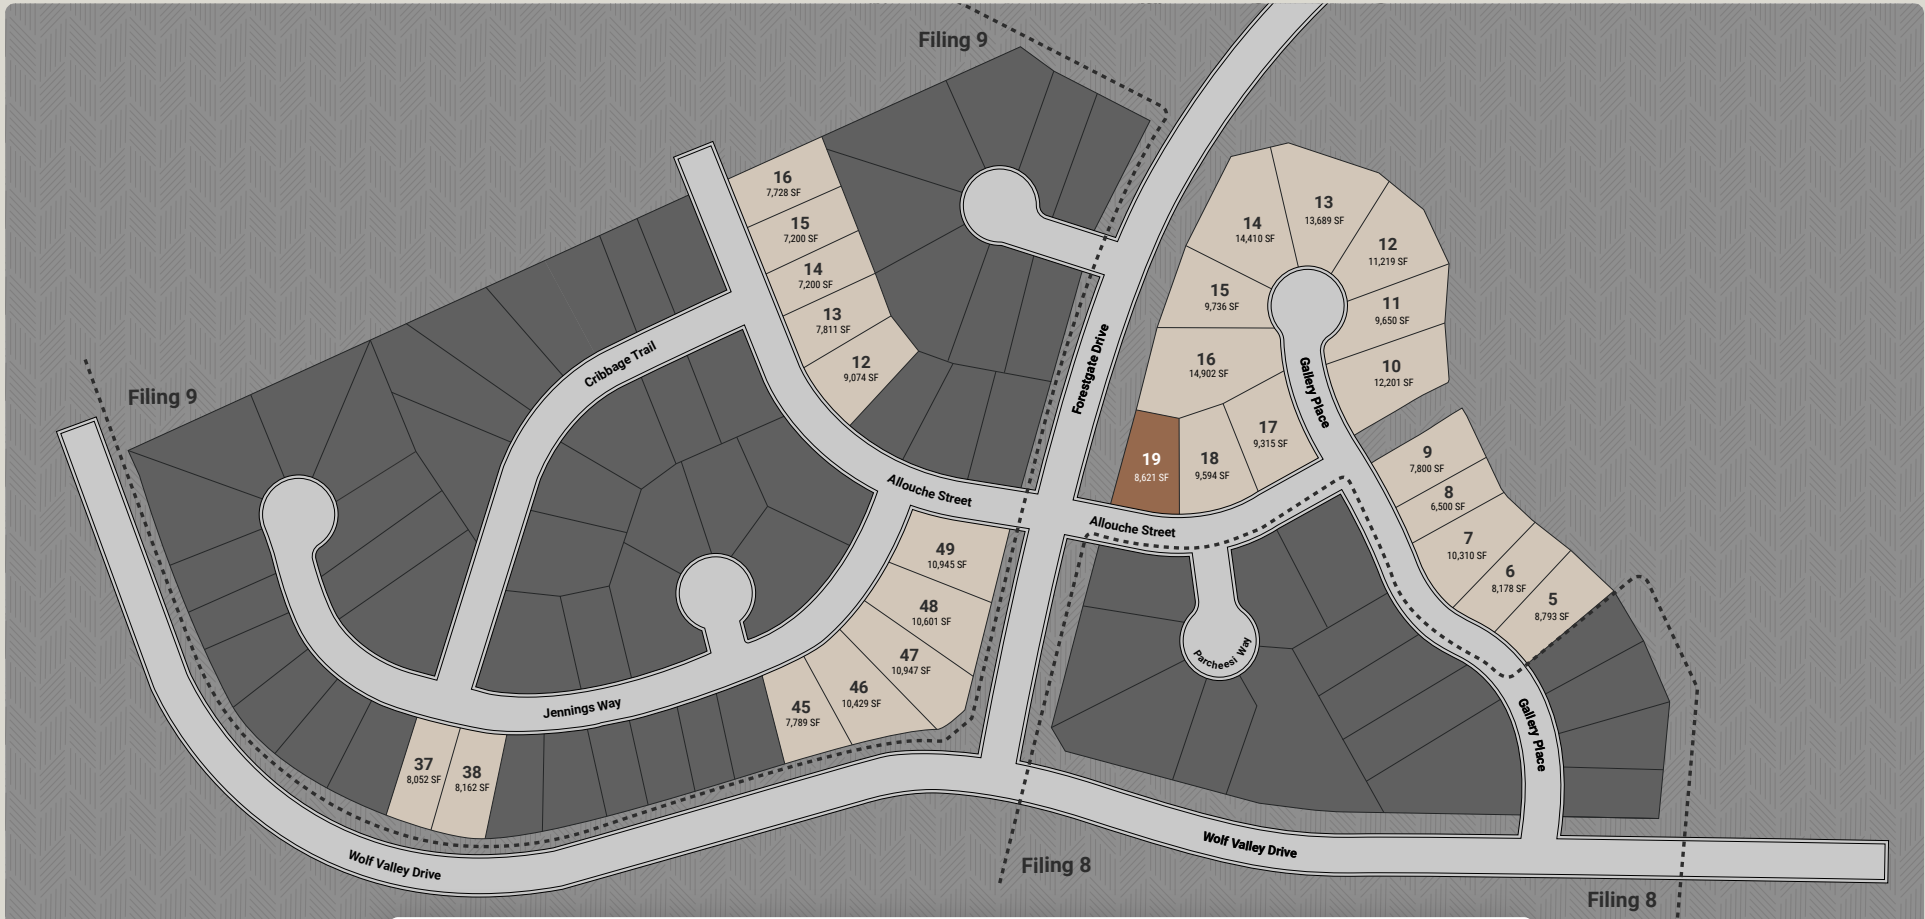 Filing 9
16
7,728 SF
15
7,200 SF
14
7,200 SF
13
7,811 SF
12
9,074 SF
14
14,410 SF
13
13,689 SF
12
11,219 SF
15
9,736 SF
11
9,650 SF
16
14,902 SF
10
12,201 SF
Cribbage Trail
Forestgate Drive
Gallery Place
Filing 9
19
8,621 SF
18
9,594 SF
17
9,315 SF
9
7,800 SF
8
6,500 SF
7
10,310 SF
6
8,178 SF
5
8,793 SF
Allouche Street
Allouche Street
49
10,945 SF
48
10,601 SF
47
10,947 SF
46
10,429 SF
45
7,789 SF
Parcheesi Way
Jennings Way
Gallery Place
37
8,052 SF
38
8,162 SF
Wolf Valley Drive
Wolf Valley Drive
Filing 8
Filing 8